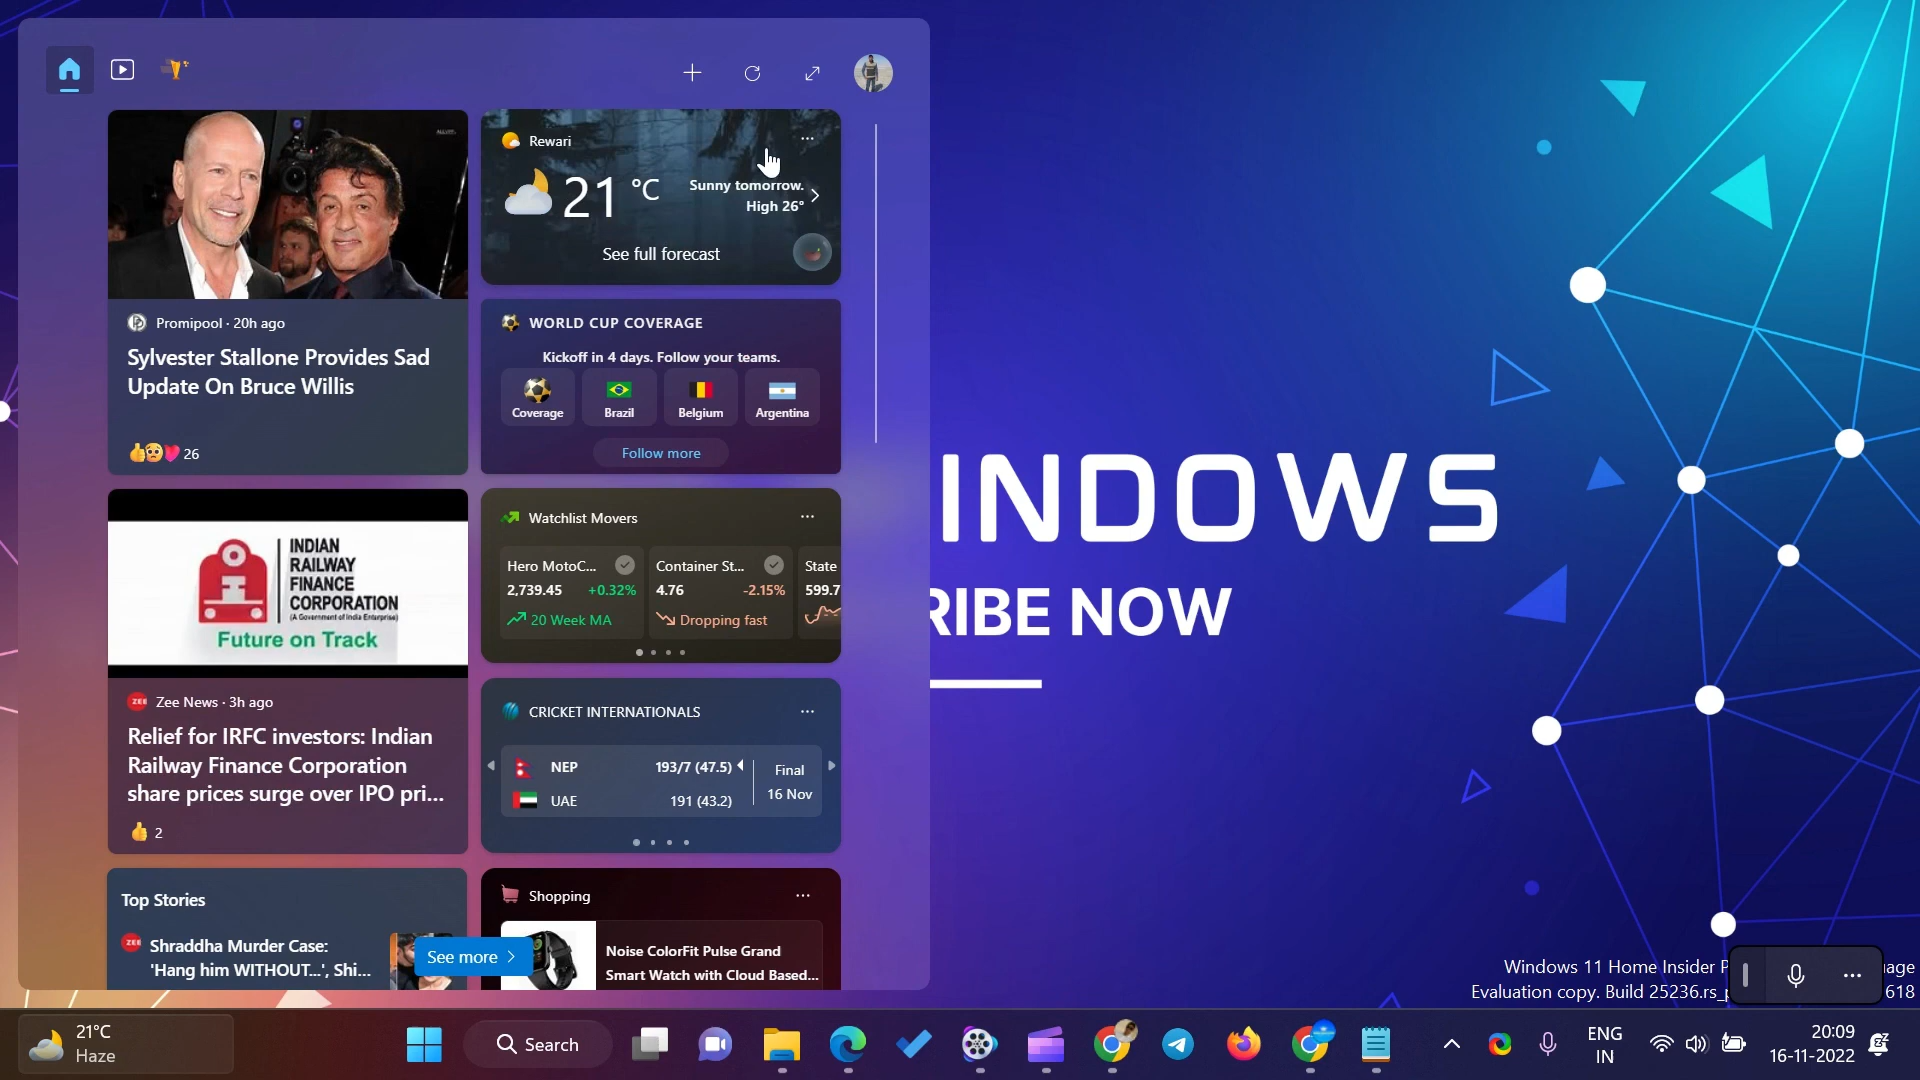 Promipool · 20h ago
Sylvester Stallone Provides Sad
Update On Bruce Willis
26
INDIAN
RAILWAY
FINANCE
CORPORATION
(A Government of India Enterprise)
Future on Track
ZEE Zee News · 3h ago
Relief for IRFC investors: Indian
Railway Finance Corporation
share prices surge over IPO pri...
2
Top Stories
ZEE Shraddha Murder Case:
'Hang him WITHOUT...', Shi...
See more
Rewari
21 °C
Sunny tomorrow.
High 26°
See full forecast
WORLD CUP COVERAGE
Kickoff in 4 days. Follow your teams.
Coverage Brazil Belgium Argentina
Follow more
Watchlist Movers
Hero MotoC... Container St... State
2,739.45 +0.32% 4.76 -2.15% 599.7
20 Week MA Dropping fast
CRICKET INTERNATIONALS
NEP 193/7 (47.5)
UAE 191 (43.2)
Final
16 Nov
Shopping
Noise ColorFit Pulse Grand
Smart Watch with Cloud Based...
INDOWS
RIBE NOW
Windows 11 Home Insider P
Evaluation copy. Build 25236.rs_p
618
21°C
Haze
Search
ENG
IN
20:09
16-11-2022